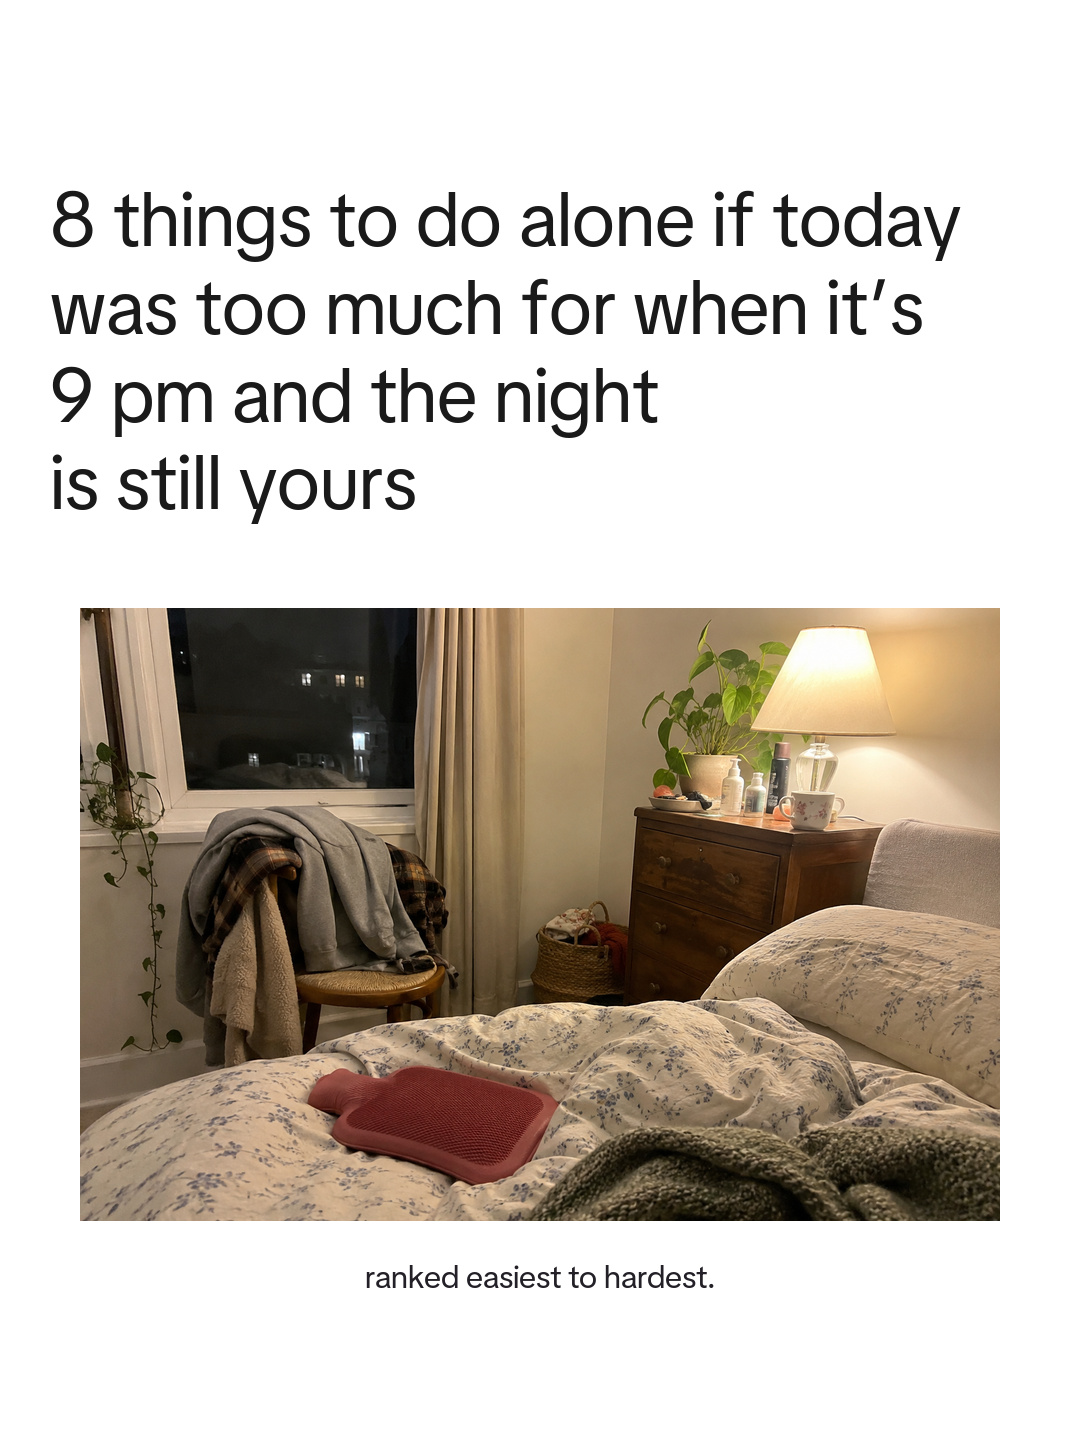 8 things to do alone if today
was too much for when it’s
9 pm and the night
is still yours
ranked easiest to hardest.